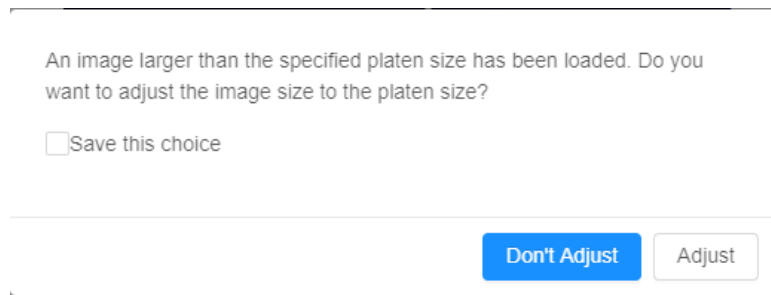 An image larger than the specified platen size has been loaded. Do you
want to adjust the image size to the platen size?
Save this choice
Don't Adjust
Adjust